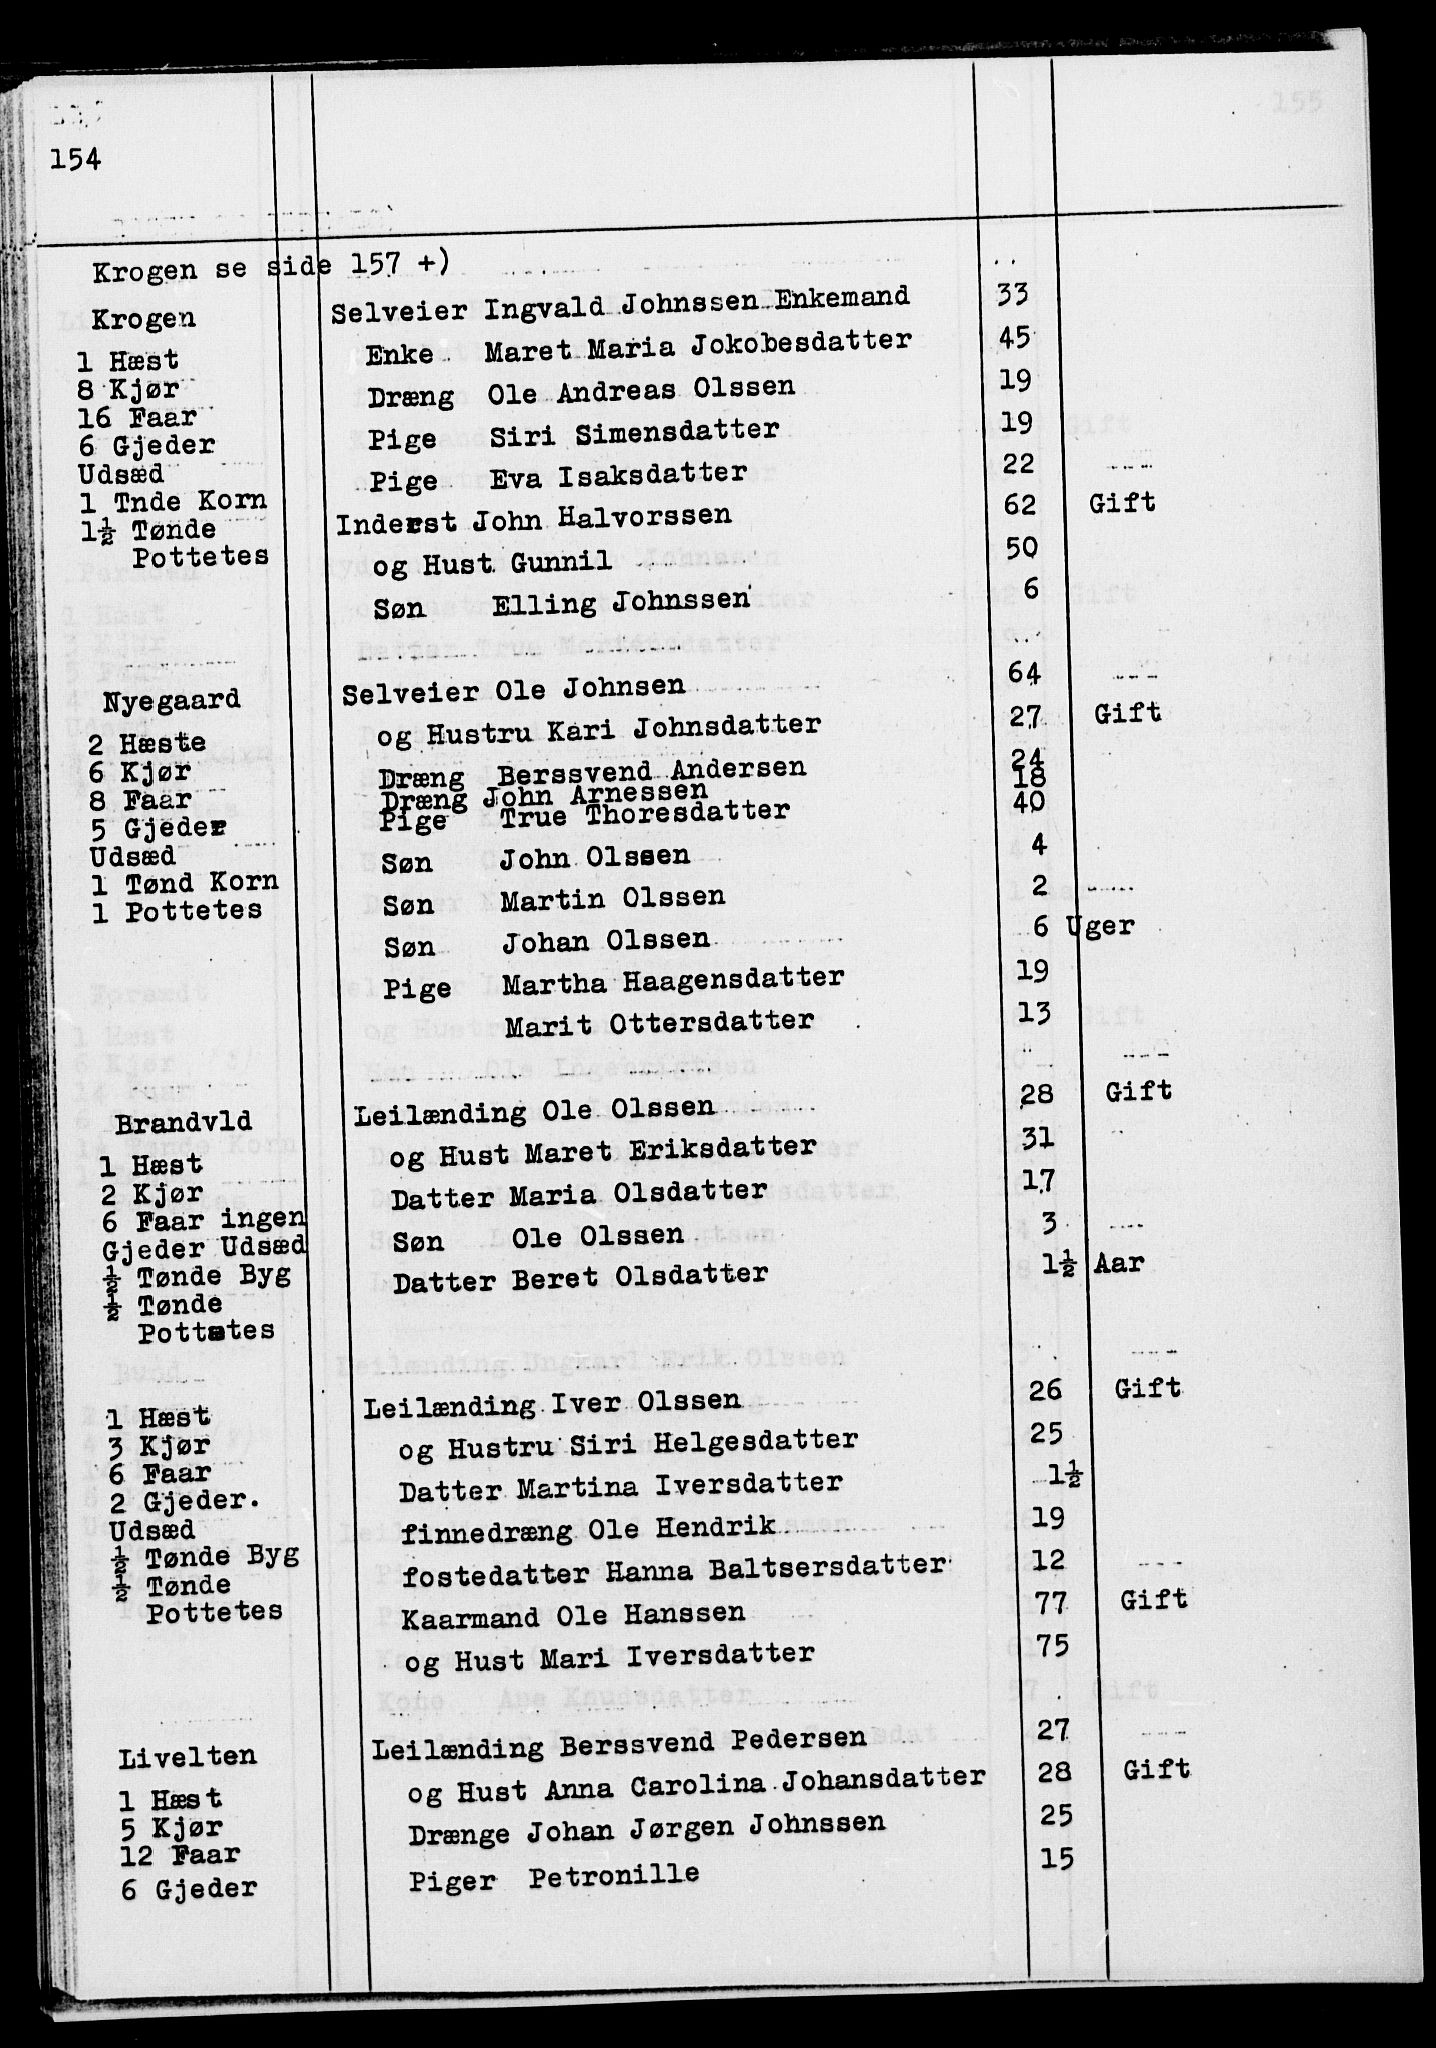 154
Krogen se side 157 +)
Krogen Selveier Ingvald Johnssen Enkemand 33
1 Hæst Enke Maret Maria Jokobesdatter 45
8 Kjør Dræng Ole Andreas Olssen 19
16 Faar
6 Gjeder Pige Siri Simensdatter 19
Udsæd Pige Eva Isaksdatter 22
1 Tnde Korn Inderst John Halvorssen 62 Gift
1½ Tønde
Pottetes og Hust Gunnil 50
Søn Elling Johnssen 6
Nyegaard Selveier Ole Johnsen 64
2 Hæste og Hustru Kari Johnsdatter 27 Gift
6 Kjør Dræng Berssvend Andersen 24
8 Faar Dræng John Arnessen 18
5 Gjeder Pige True Thoresdatter 40
Udsæd Søn John Olssen 4
1 Tønd Korn
1 Pottetes Søn Martin Olssen 2
Søn Johan Olssen 6 Uger
Pige Martha Haagensdatter 19
Marit Ottersdatter 13
Brandvld Leilænding Ole Olssen 28 Gift
1 Hæst og Hust Maret Eriksdatter 31
2 Kjør Datter Maria Olsdatter 17
6 Faar ingen
Gjeder Udsæd Søn Ole Olssen 3
½ Tønde Byg Datter Beret Olsdatter 1½ Aar
½ Tønde
Pottetes
1 Hæst Leilænding Iver Olssen 26 Gift
3 Kjør og Hustru Siri Helgesdatter 25
6 Faar
2 Gjeder. Datter Martina Iversdatter 1½
Udsæd finnedræng Ole Hendrik 19
½ Tønde Byg fostedatter Hanna Baltsersdatter 12
½ Tønde
Pottetes Kaarmand Ole Hanssen 77 Gift
og Hust Mari Iversdatter 75
Livelten Leilænding Berssvend Pedersen 27
1 Hæst og Hust Anna Carolina Johansdatter 28 Gift
5 Kjør Drænge Johan Jørgen Johnssen 25
12 Faar
6 Gjeder Piger Petronille 15